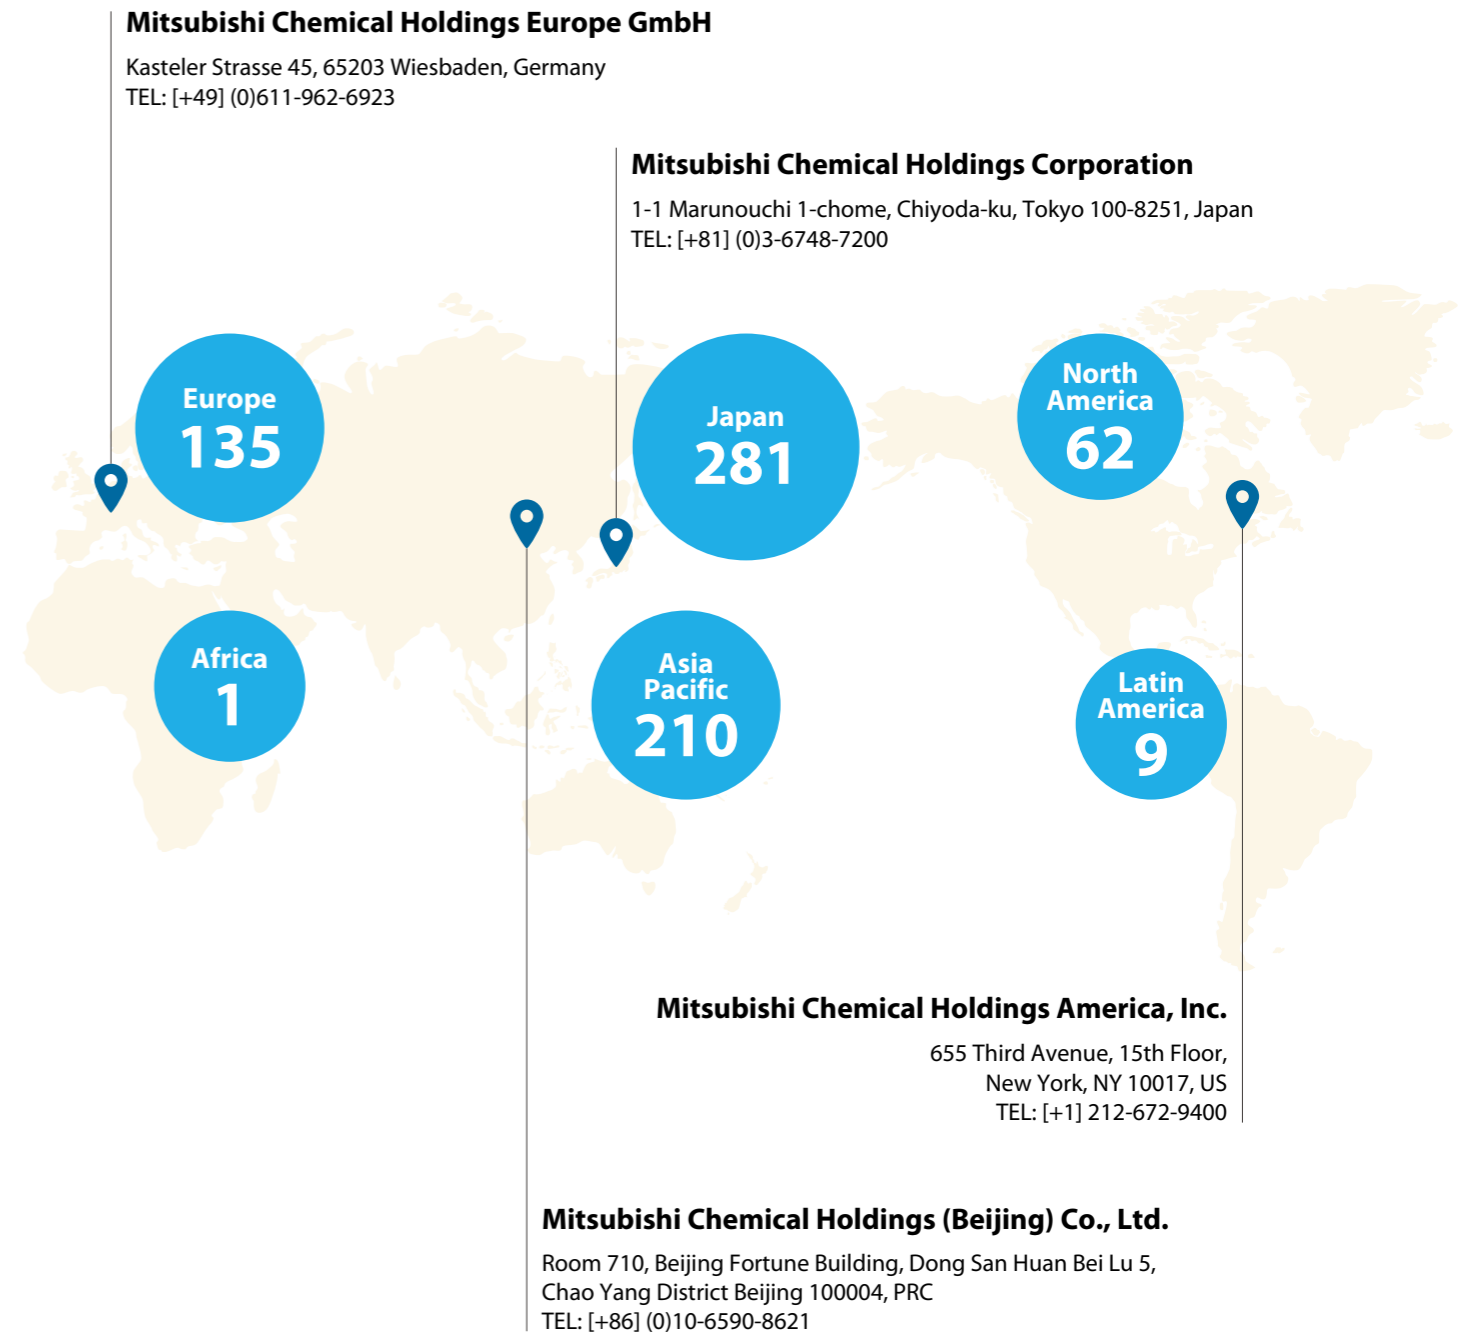 Mitsubishi Chemical Holdings Europe GmbH
Kasteler Strasse 45, 65203 Wiesbaden, Germany
TEL: [+49] (0)611-962-6923
Mitsubishi Chemical Holdings Corporation
1-1 Marunouchi 1-chome, Chiyoda-ku, Tokyo 100-8251, Japan
TEL: [+81] (0)3-6748-7200
Europe
135
Japan
281
North
America
62
Africa
1
Asia
Pacific
210
Latin
America
9
Mitsubishi Chemical Holdings America, Inc.
655 Third Avenue, 15th Floor,
New York, NY 10017, US
TEL: [+1] 212-672-9400
Mitsubishi Chemical Holdings (Beijing) Co., Ltd.
Room 710, Beijing Fortune Building, Dong San Huan Bei Lu 5,
Chao Yang District Beijing 100004, PRC
TEL: [+86] (0)10-6590-8621